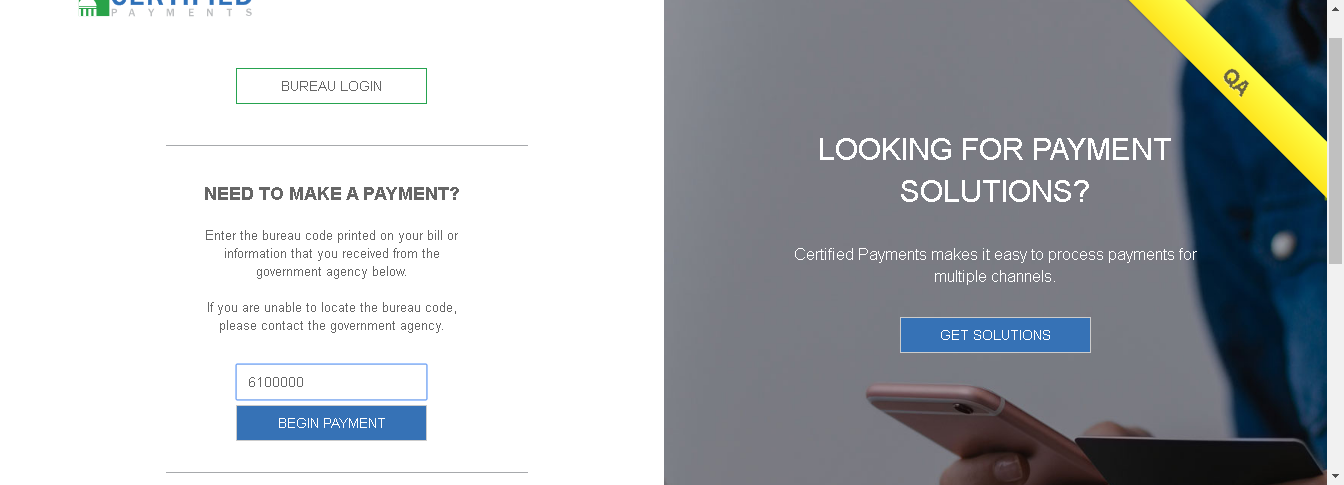 CERTIFIED
PAYMENTS
BUREAU LOGIN
NEED TO MAKE A PAYMENT?
Enter the bureau code printed on your bill or
information that you received from the
government agency below.
If you are unable to locate the bureau code,
please contact the government agency.
6100000
BEGIN PAYMENT
QA
LOOKING FOR PAYMENT
SOLUTIONS?
Certified Payments makes it easy to process payments for
multiple channels.
GET SOLUTIONS